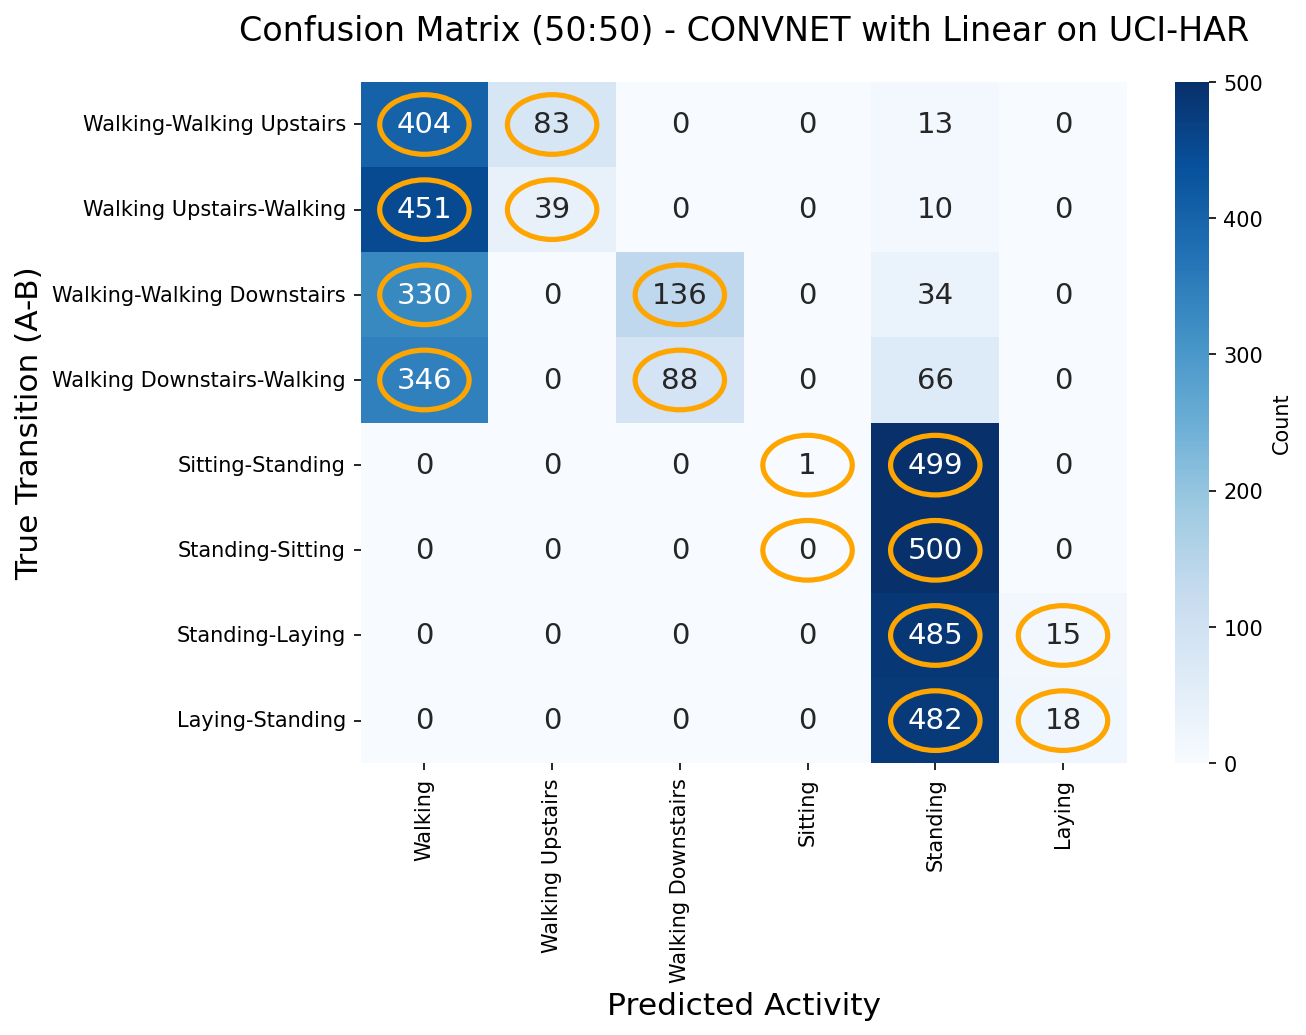 Confusion Matrix (50:50) - CONVNET with Linear on UCI-HAR
True Transition (A-B)
Walking-Walking Upstairs 404 83 0 0 13 0
Walking Upstairs-Walking 451 39 0 0 10 0
Walking-Walking Downstairs 330 0 136 0 34 0
Walking Downstairs-Walking 346 0 88 0 66 0
Sitting-Standing 0 0 0 1 499 0
Standing-Sitting 0 0 0 0 500 0
Standing-Laying 0 0 0 0 485 15
Laying-Standing 0 0 0 0 482 18
Walking
Walking Upstairs
Walking Downstairs
Sitting
Standing
Laying
Predicted Activity
500
400
300
200
100
0
Count